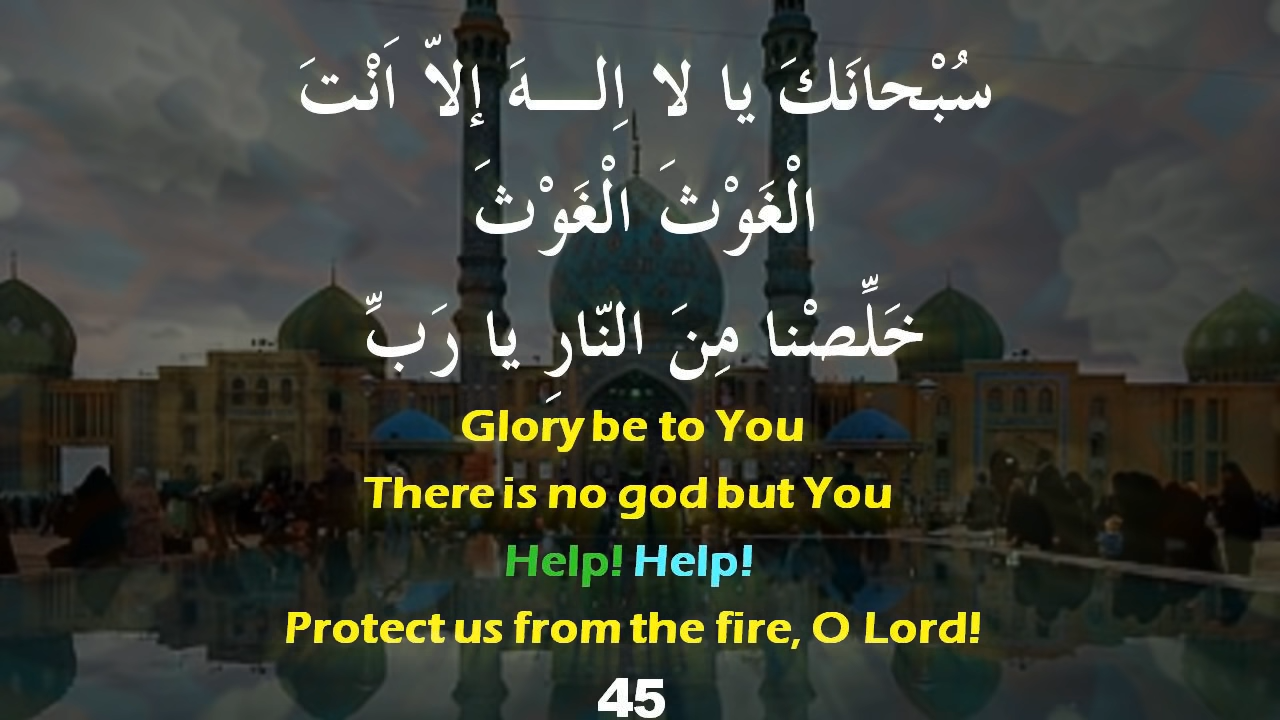 سُبْحانَكَ يا لا اِلـــهَ إلاّ اَنْتَ
الْغَوْثَ الْغَوْثَ
خَلِّصْنا مِنَ النّارِ يا رَبِّ
Glory be to You
There is no god but You
Help! Help!
Protect us from the fire, O Lord!
45